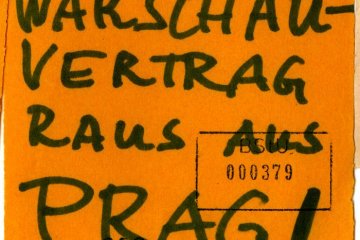 WARSCHAU-
VERTRAG
RAUS AUS
BStU
000379
PRAG!